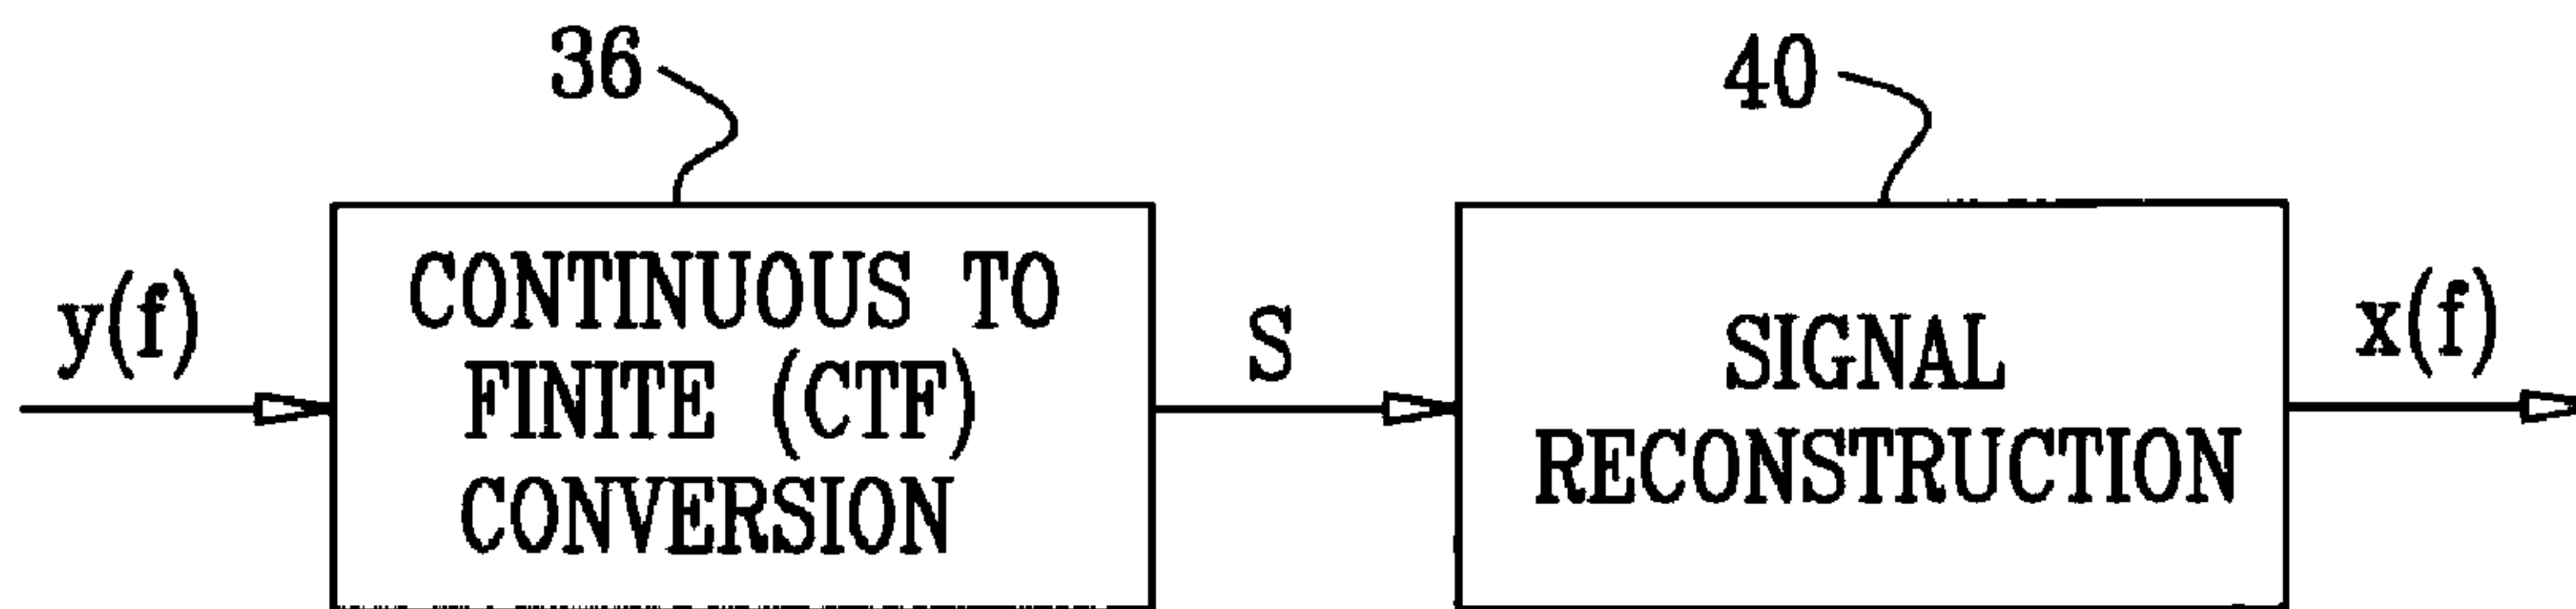 36
40
y(f)
CONTINUOUS TO
FINITE (CTF)
CONVERSION
S
SIGNAL
RECONSTRUCTION
x(f)